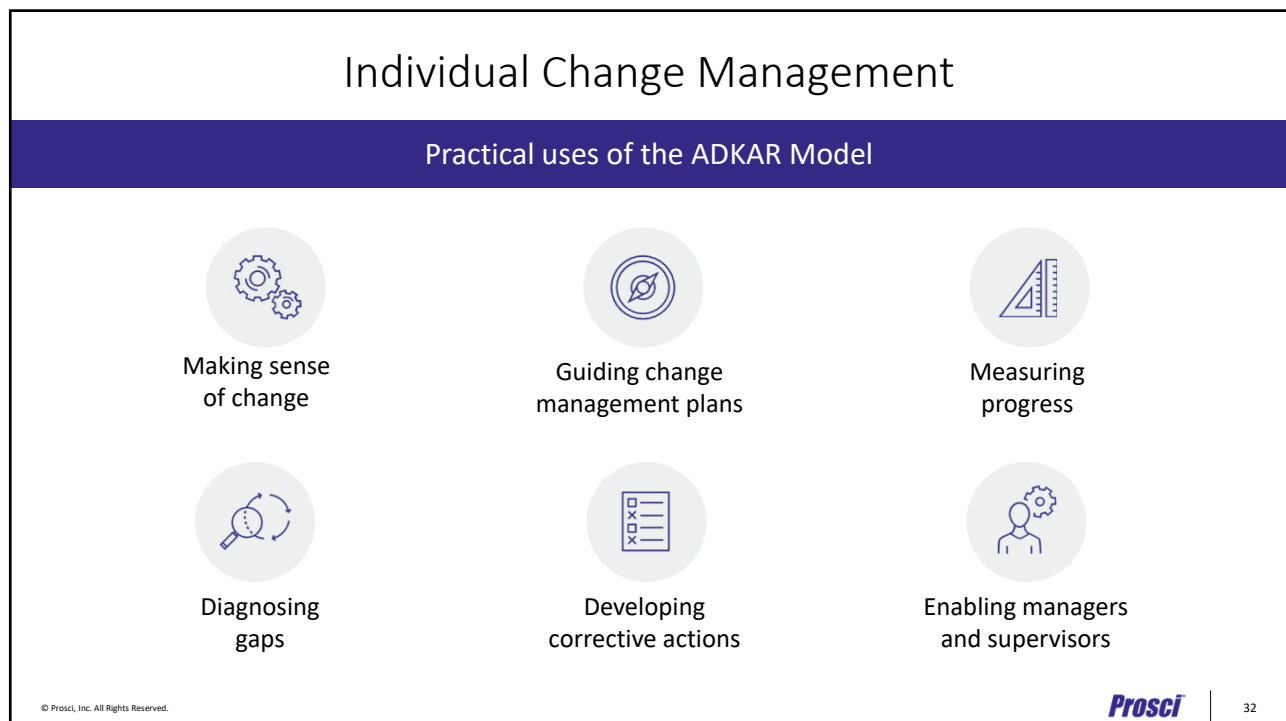 Individual Change Management
Practical uses of the ADKAR Model
Making sense
of change
Guiding change
management plans
Measuring
progress
Diagnosing
gaps
Developing
corrective actions
Enabling managers
and supervisors
© Prosci, Inc. All Rights Reserved.
Prosci
32